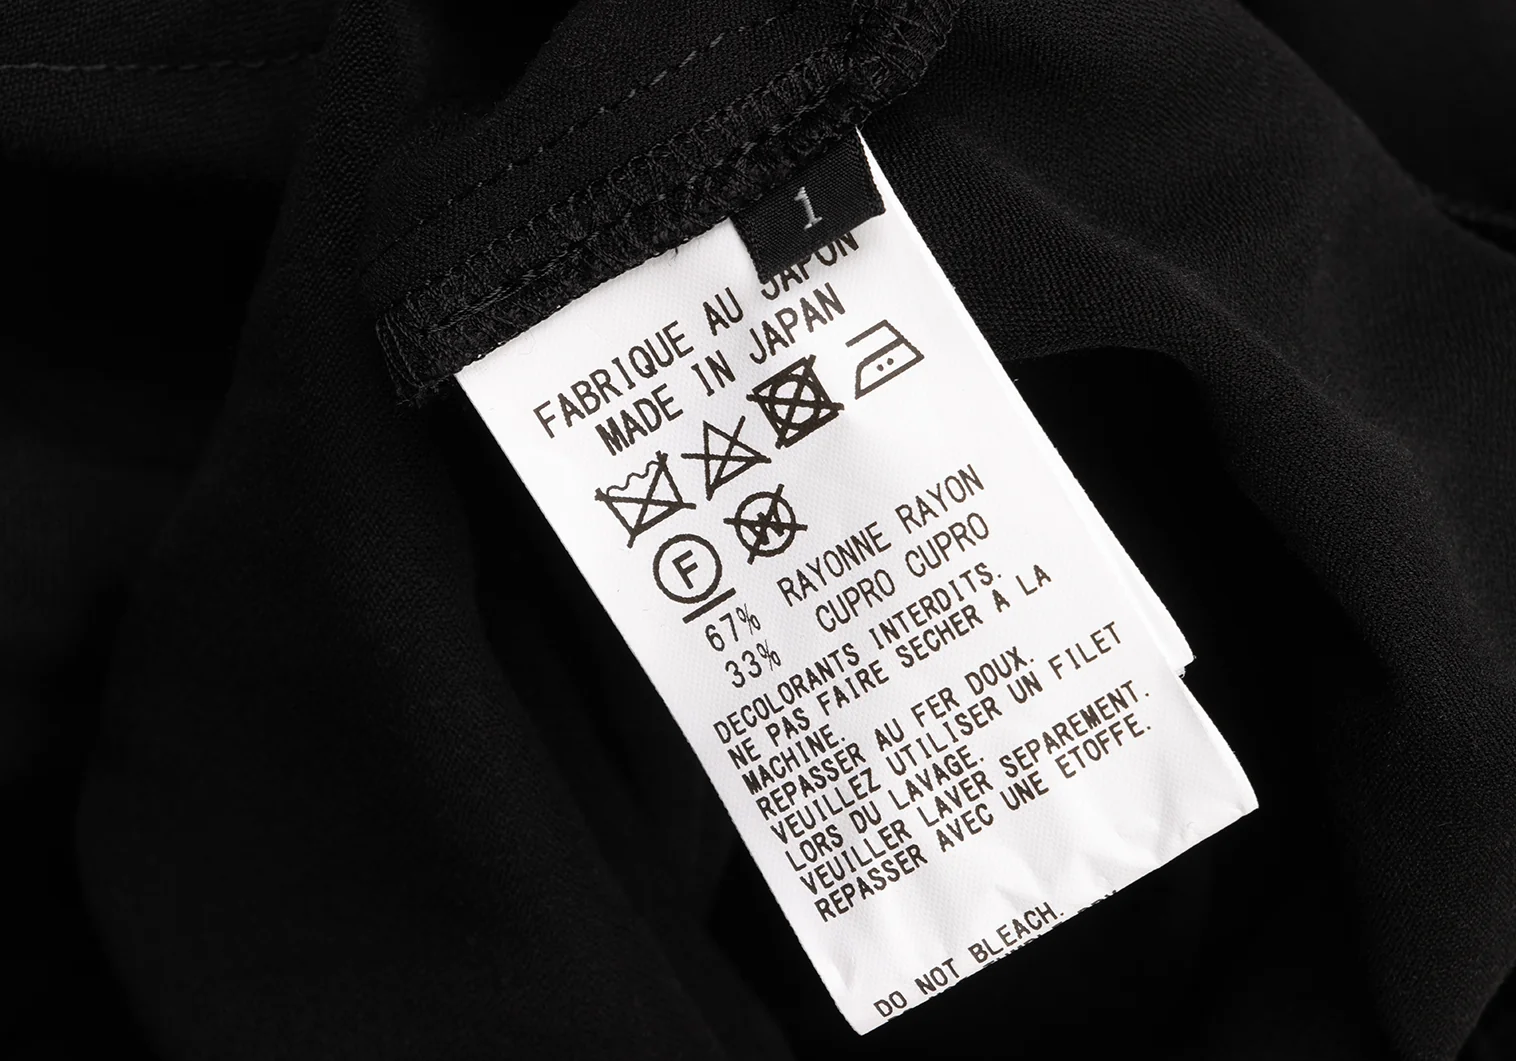 1
FABRIQUE AU JAPON
MADE IN JAPAN
F W
67% RAYONNE RAYON
33% CUPRO CUPRO
DECOLORANTS INTERDITS.
NE PAS FAIRE SECHER A LA
MACHINE.
REPASSER AU FER DOUX.
VEUILLEZ UTILISER UN FILET
LORS DU LAVAGE.
VEUILLER LAVER SEPAREMENT.
REPASSER AVEC UNE ETOFFE.
DO NOT BLEACH.